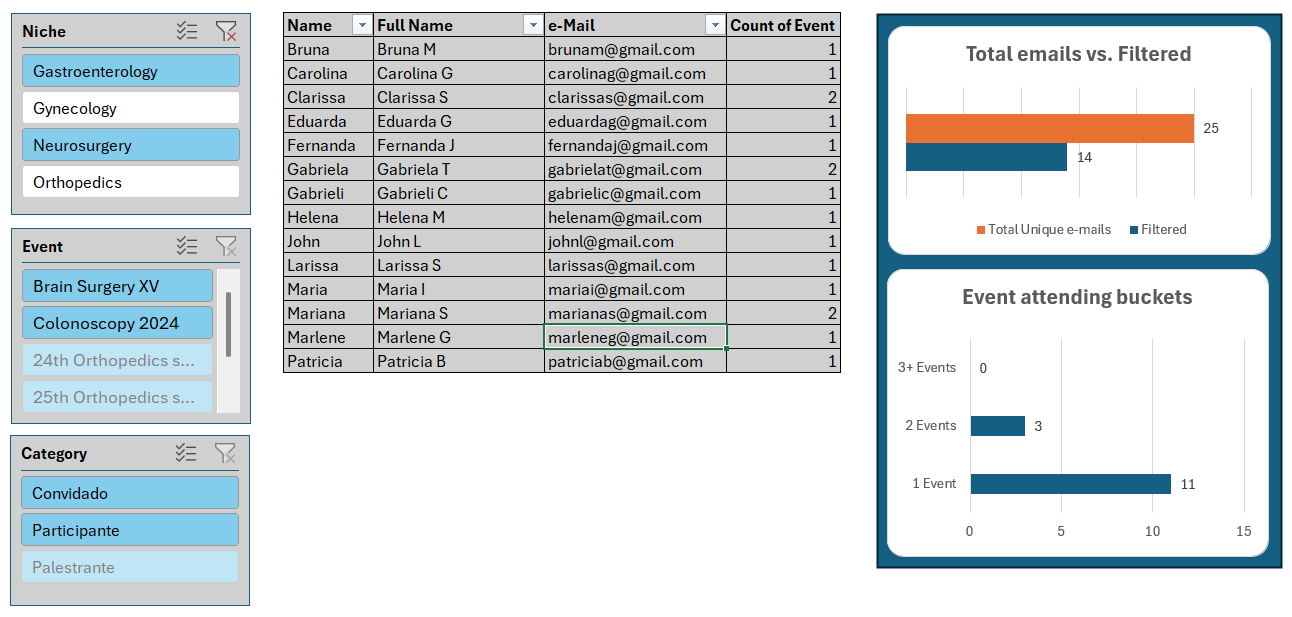 Niche
Gastroenterology
Gynecology
Neurosurgery
Orthopedics
Event
Brain Surgery XV
Colonoscopy 2024
24th Orthopedics s...
25th Orthopedics s...
Category
Convidado
Participante
Palestrante
Name Full Name e-Mail Count of Event
Bruna Bruna M brunam@gmail.com 1
Carolina Carolina G carolinag@gmail.com 1
Clarissa Clarissa S clarissas@gmail.com 2
Eduarda Eduarda G eduardag@gmail.com 1
Fernanda Fernanda J fernandaj@gmail.com 1
Gabriela Gabriela T gabrielat@gmail.com 2
Gabrieli Gabrieli C gabrielic@gmail.com 1
Helena Helena M helenam@gmail.com 1
John John L johnl@gmail.com 1
Larissa Larissa S larissas@gmail.com 1
Maria Maria I mariai@gmail.com 1
Mariana Mariana S marianas@gmail.com 2
Marlene Marlene G marleneg@gmail.com 1
Patricia Patricia B patriciab@gmail.com 1
Total emails vs. Filtered
25
14
Total Unique e-mails Filtered
Event attending buckets
3+ Events 0
2 Events 3
1 Event 11
0 5 10 15